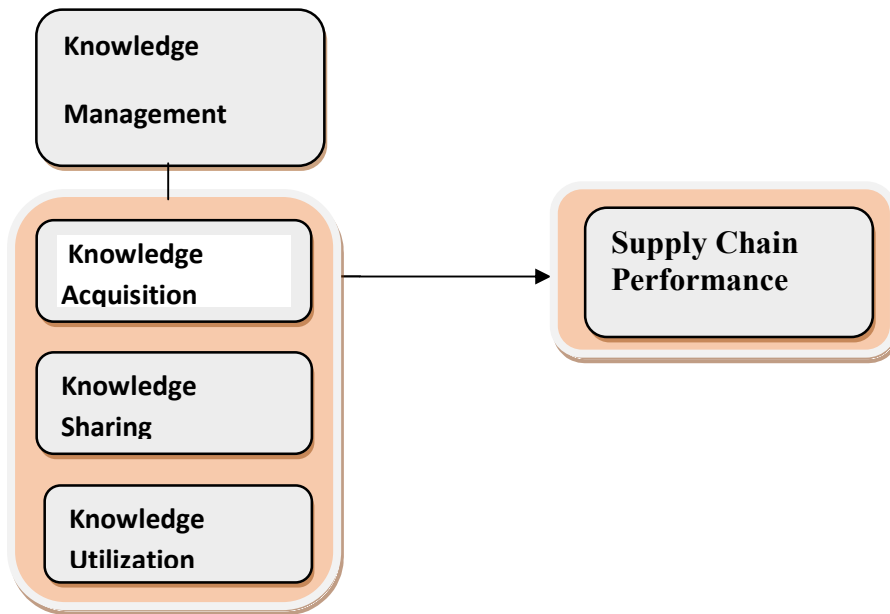 Knowledge
Management
Knowledge
Acquisition
Knowledge
Sharing
Knowledge
Utilization
Supply Chain
Performance